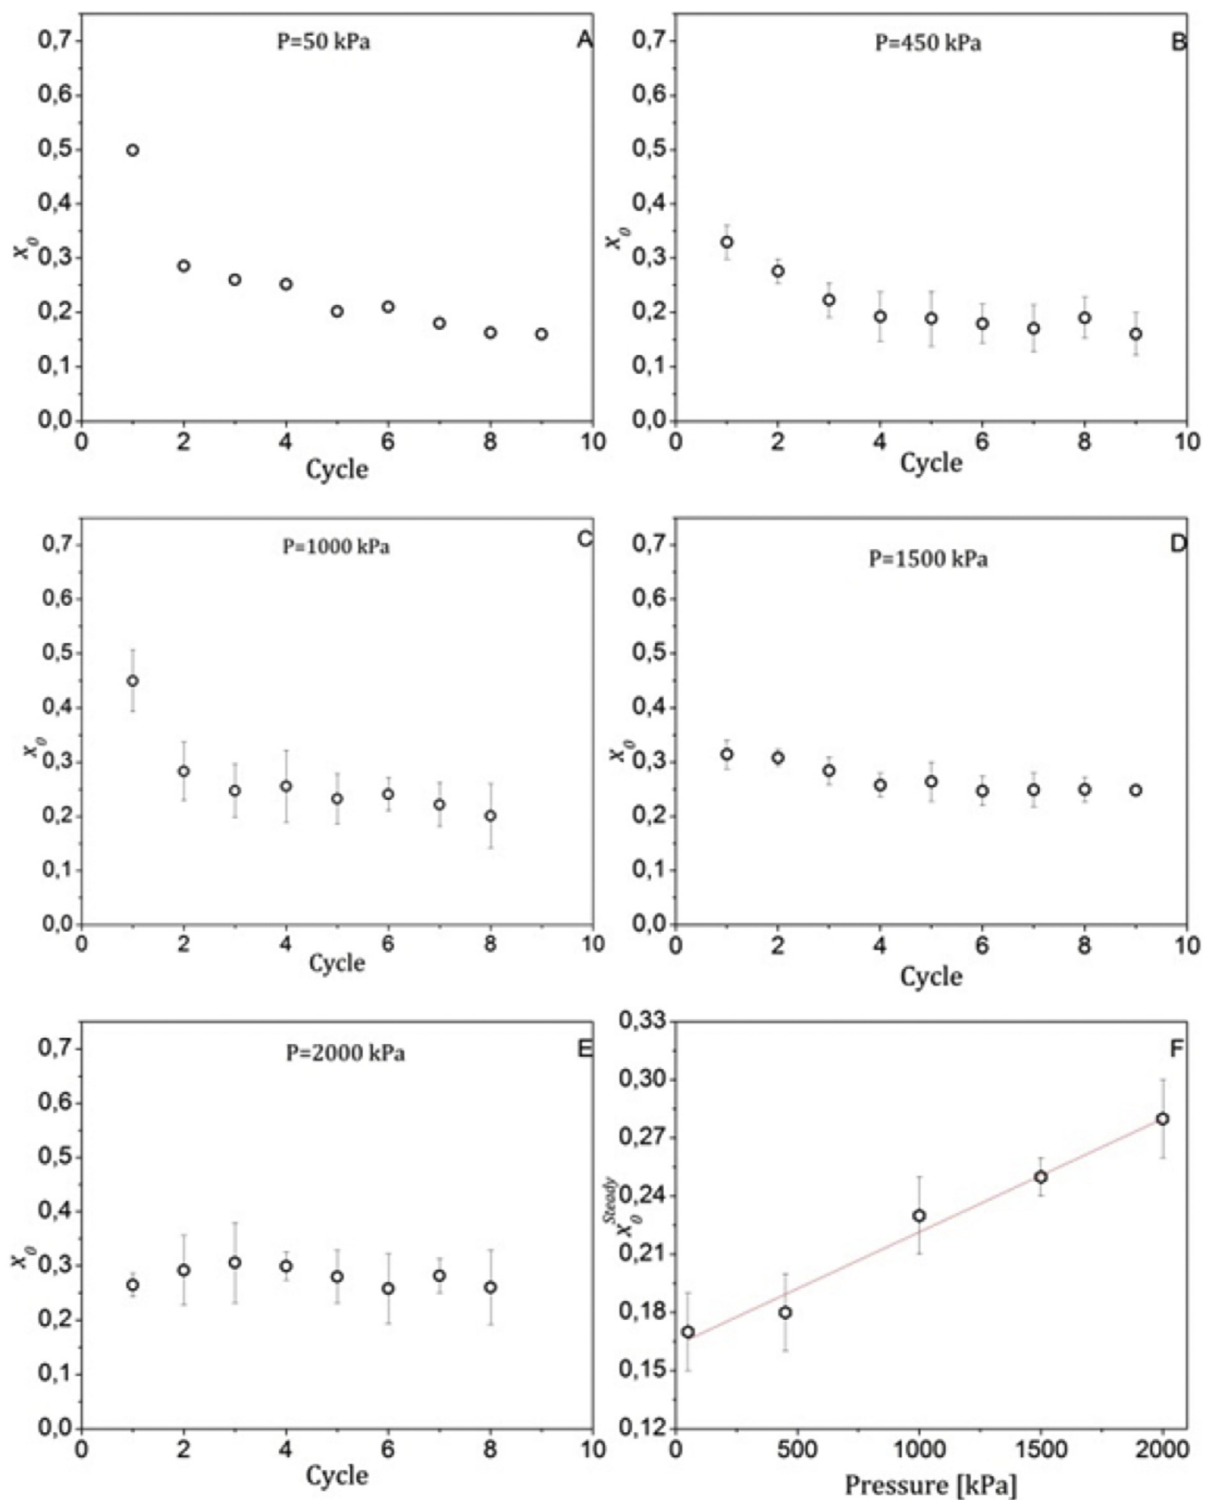 P=50 kPa
A
0,7
0,6
0,5
0,4
0,3
0,2
0,1
0,0
x0
0 2 4 6 8 10
Cycle
P=450 kPa
B
0,7
0,6
0,5
0,4
0,3
0,2
0,1
0,0
x0
0 2 4 6 8 10
Cycle
P=1000 kPa
C
0,7
0,6
0,5
0,4
0,3
0,2
0,1
0,0
x0
0 2 4 6 8 10
Cycle
P=1500 kPa
D
0,7
0,6
0,5
0,4
0,3
0,2
0,1
0,0
x0
0 2 4 6 8 10
Cycle
P=2000 kPa
E
0,7
0,6
0,5
0,4
0,3
0,2
0,1
0,0
x0
0 2 4 6 8 10
Cycle
F
0,33
0,30
0,27
0,24
0,21
0,18
0,15
0,12
x0 Steady
0 500 1000 1500 2000
Pressure [kPa]